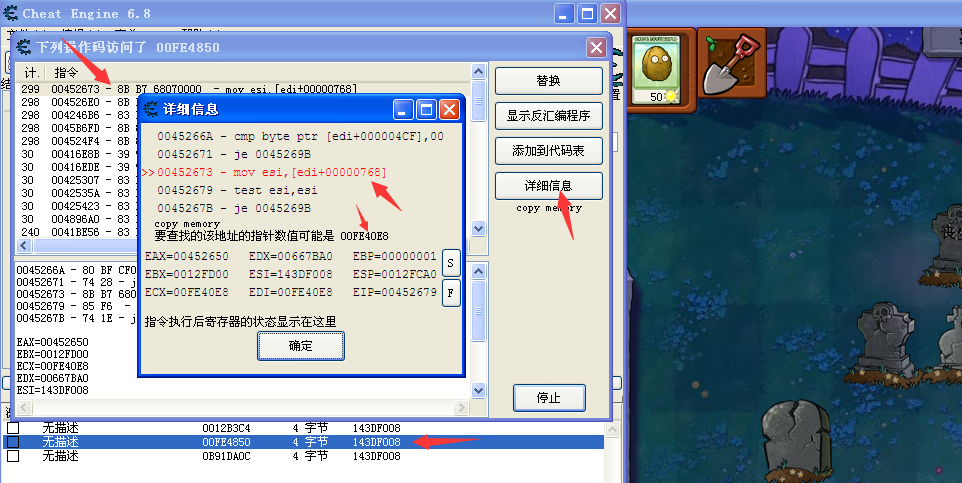 Cheat Engine 6.8
下列操作码访问了 00FE4850
计. 指令
299 00452673 - 8B B7 68070000 - mov esi,[edi+00000768]
298 004526E0 - 8B
298 004246B6 - 83
298 0045B6FD - 8B
298 004524F4 - 8B
30 00416E8B - 39
30 00416EDE - 39
30 00425307 - 83
30 0042535A - 83
30 00425423 - 83
30 004896A0 - 83
240 0041BE56 - 83
替换
显示反汇编程序
添加到代码表
详细信息
copy memory
停止
详细信息
0045266A - cmp byte ptr [edi+000004CF],00
00452671 - je 0045269B
>>00452673 - mov esi,[edi+00000768]
00452679 - test esi,esi
0045267B - je 0045269B
copy memory
要查找的该地址的指针数值可能是 00FE40E8
EAX=00452650 EDX=00667BA0 EBP=00000001
EBX=0012FD00 ESI=143DF008 ESP=0012FCA0
ECX=00FE40E8 EDI=00FE40E8 EIP=00452679
S
F
指令执行后寄存器的状态显示在这里
确定
0045266A - 80 BF CF0
00452671 - 74 28 - j
00452673 - 8B B7 680
00452679 - 85 F6 -
0045267B - 74 1E - j
EAX=00452650
EBX=0012FD00
ECX=00FE40E8
EDX=00667BA0
ESI=143DF008
无描述 0012B3C4 4 字节 143DF008
无描述 00FE4850 4 字节 143DF008
无描述 0B91DA0C 4 字节 143DF008
50